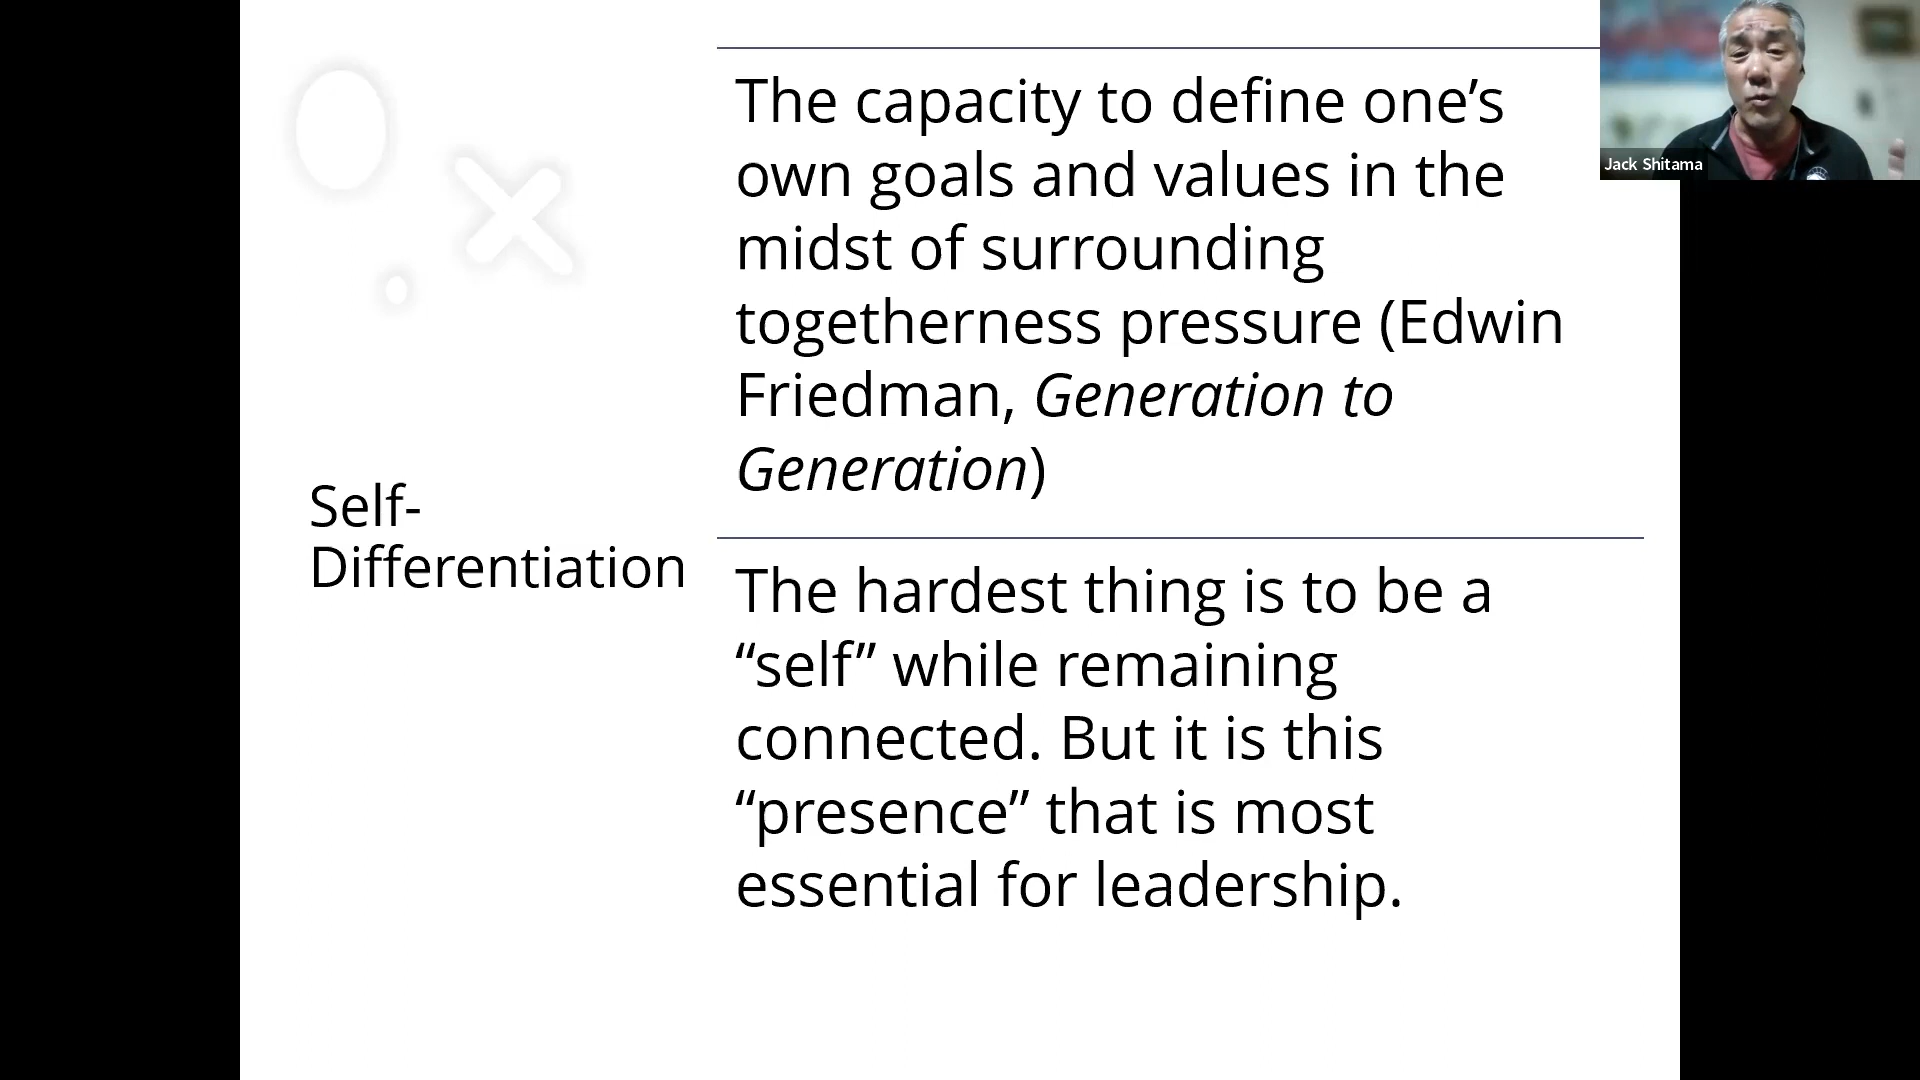 Self-
Differentiation
The capacity to define one’s
own goals and values in the
midst of surrounding
togetherness pressure (Edwin
Friedman, Generation to
Generation)
The hardest thing is to be a
“self” while remaining
connected. But it is this
“presence” that is most
essential for leadership.
Jack Shitama